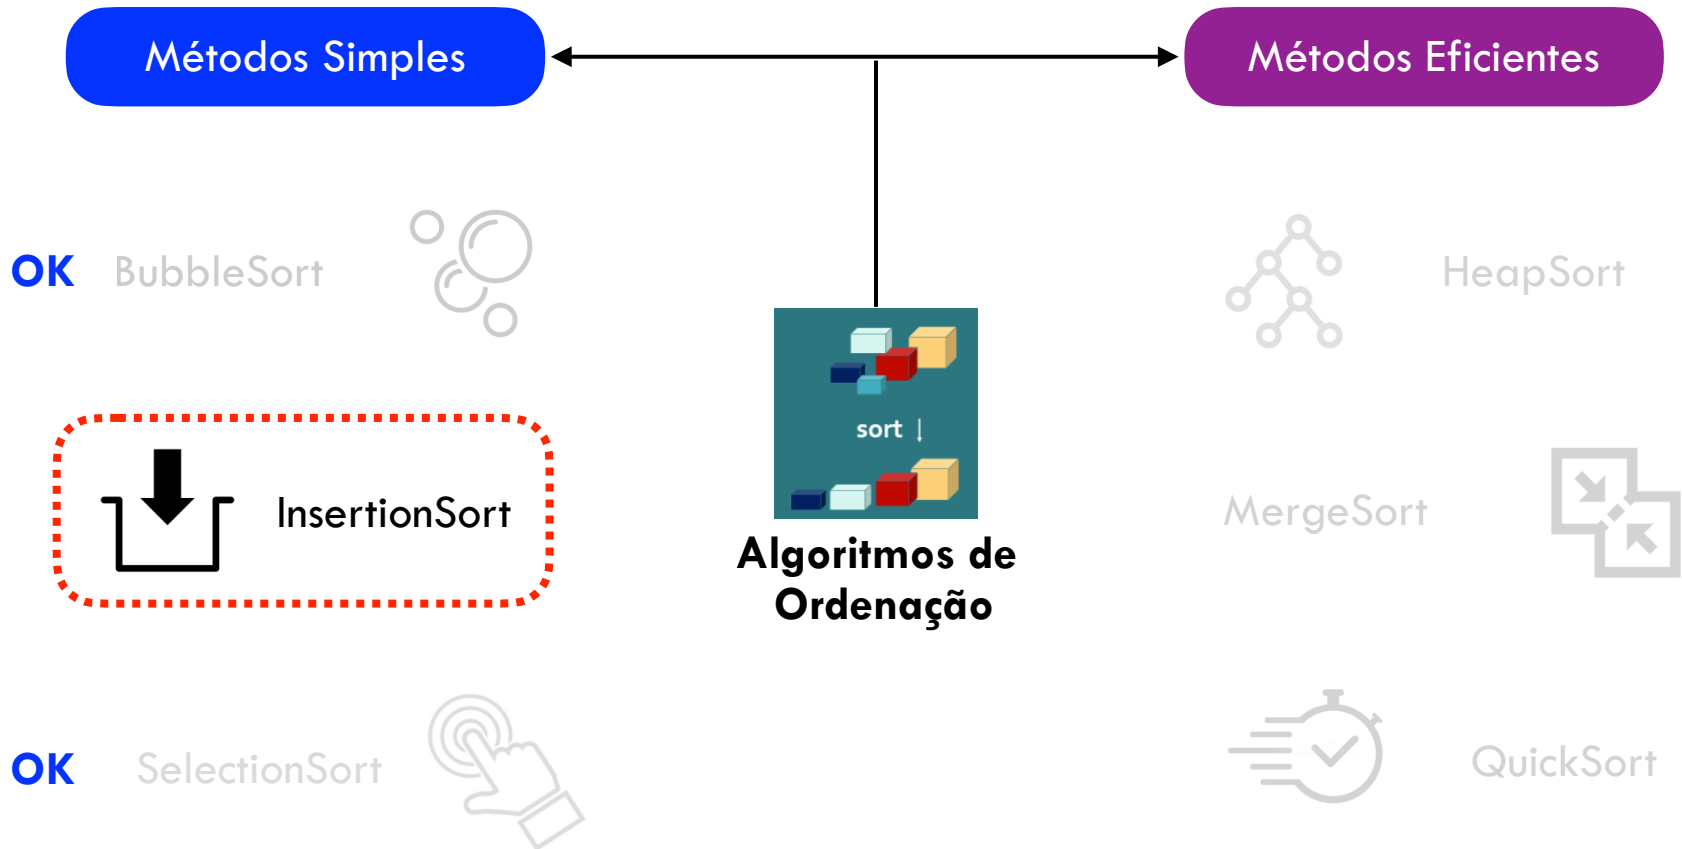 Métodos Simples
Métodos Eficientes
OK BubbleSort
HeapSort
sort
InsertionSort
MergeSort
Algoritmos de
Ordenação
OK SelectionSort
QuickSort